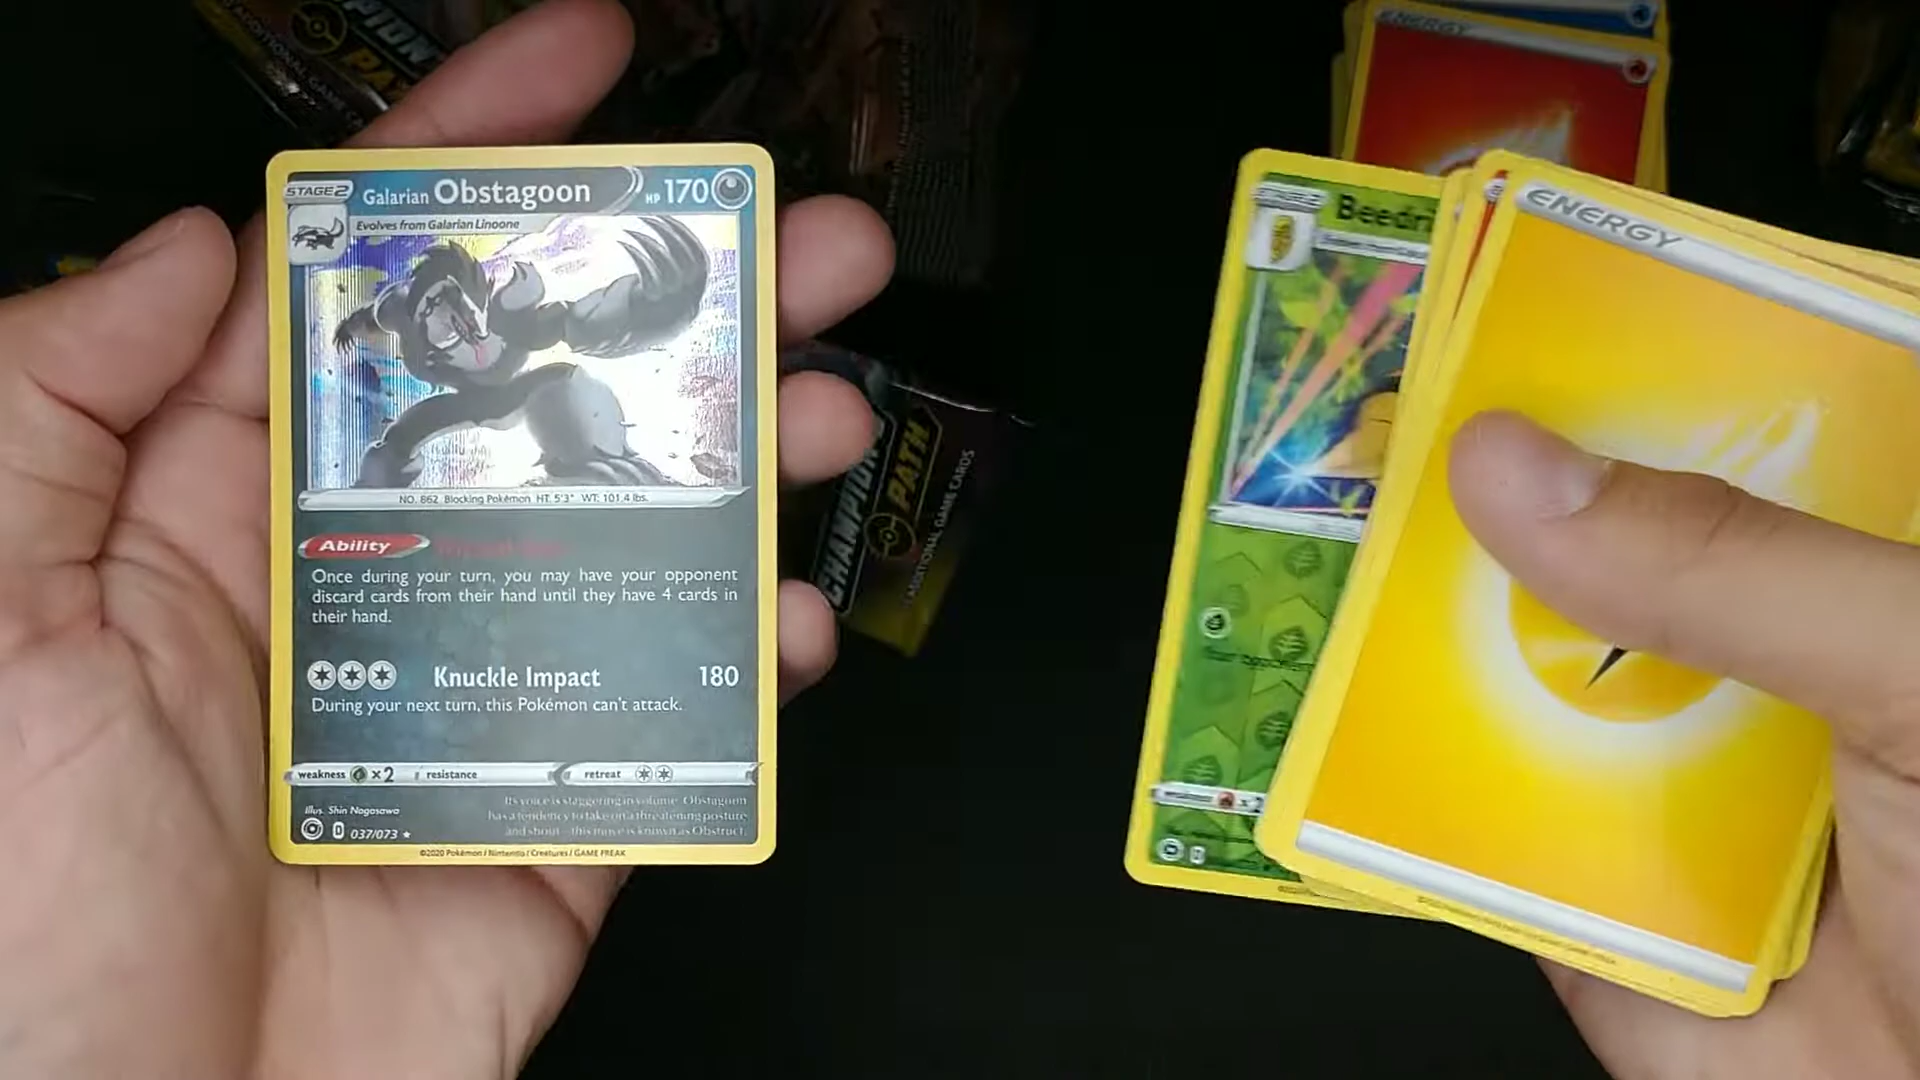 STAGE2 Galarian Obstagoon HP 170
Evolves from Galarian Linoone
NO. 862 Blocking Pokémon HT: 5'3" WT: 101.4 lbs.
Ability
Once during your turn, you may have your opponent
discard cards from their hand until they have 4 cards in
their hand.
Knuckle Impact 180
During your next turn, this Pokémon can't attack.
weakness ×2 resistance retreat
Illus. Shin Nagasawa
Its voice is staggering in volume. Obstagoon
has a tendency to take on a threatening posture
and shout—this move is known as Obstruct.
D 037/073 ★
©2020 Pokémon / Nintendo / Creatures / GAME FREAK
CHAMPION
PATH
ADDITIONAL GAME CARDS
ENERGY
STAGE2 Beedri
ENERGY